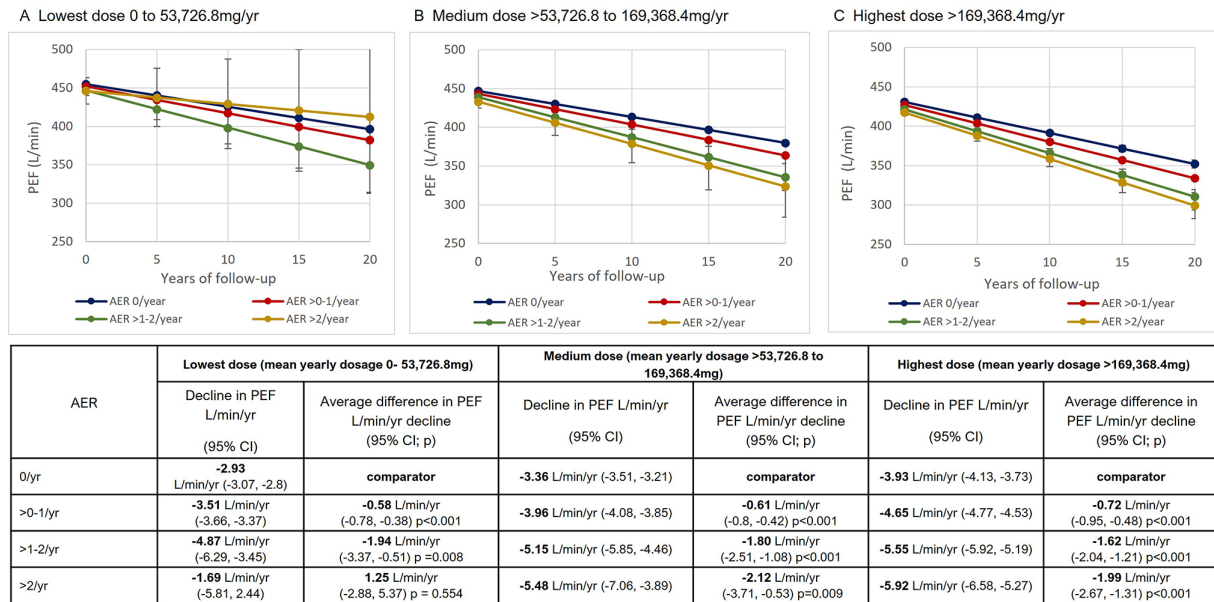 A Lowest dose 0 to 53,726.8mg/yr
500
450
400
350
300
250
PEF (L/min)
0 5 10 15 20
Years of follow-up
AER 0/year AER >0-1/year
AER >1-2/year AER >2/year
B Medium dose >53,726.8 to 169,368.4mg/yr
500
450
400
350
300
250
PEF (L/min)
0 5 10 15 20
Years of follow-up
AER 0/year AER >0-1/year
AER >1-2/year AER >2/year
C Highest dose >169,368.4mg/yr
500
450
400
350
300
250
PEF (L/min)
0 5 10 15 20
Years of follow-up
AER 0/year AER >0-1/year
AER >1-2/year AER >2/year
AER
Lowest dose (mean yearly dosage 0- 53,726.8mg)
Medium dose (mean yearly dosage >53,726.8 to
169,368.4mg)
Highest dose (mean yearly dosage >169,368.4mg)
Decline in PEF
L/min/yr
(95% CI)
Average difference in PEF
L/min/yr decline
(95% CI; p)
Decline in PEF L/min/yr
(95% CI)
Average difference in
PEF L/min/yr decline
(95% CI; p)
Decline in PEF L/min/yr
(95% CI)
Average difference in
PEF L/min/yr decline
(95% CI; p)
0/yr
-2.93
L/min/yr (-3.07, -2.8)
comparator
-3.36 L/min/yr (-3.51, -3.21)
comparator
-3.93 L/min/yr (-4.13, -3.73)
comparator
>0-1/yr
-3.51 L/min/yr
(-3.66, -3.37)
-0.58 L/min/yr
(-0.78, -0.38) p<0.001
-3.96 L/min/yr (-4.08, -3.85)
-0.61 L/min/yr
(-0.8, -0.42) p<0.001
-4.65 L/min/yr (-4.77, -4.53)
-0.72 L/min/yr
(-0.95, -0.48) p<0.001
>1-2/yr
-4.87 L/min/yr
(-6.29, -3.45)
-1.94 L/min/yr
(-3.37, -0.51) p =0.008
-5.15 L/min/yr (-5.85, -4.46)
-1.80 L/min/yr
(-2.51, -1.08) p<0.001
-5.55 L/min/yr (-5.92, -5.19)
-1.62 L/min/yr
(-2.04, -1.21) p<0.001
>2/yr
-1.69 L/min/yr
(-5.81, 2.44)
1.25 L/min/yr
(-2.88, 5.37) p = 0.554
-5.48 L/min/yr (-7.06, -3.89)
-2.12 L/min/yr
(-3.71, -0.53) p=0.009
-5.92 L/min/yr (-6.58, -5.27)
-1.99 L/min/yr
(-2.67, -1.31) p<0.001